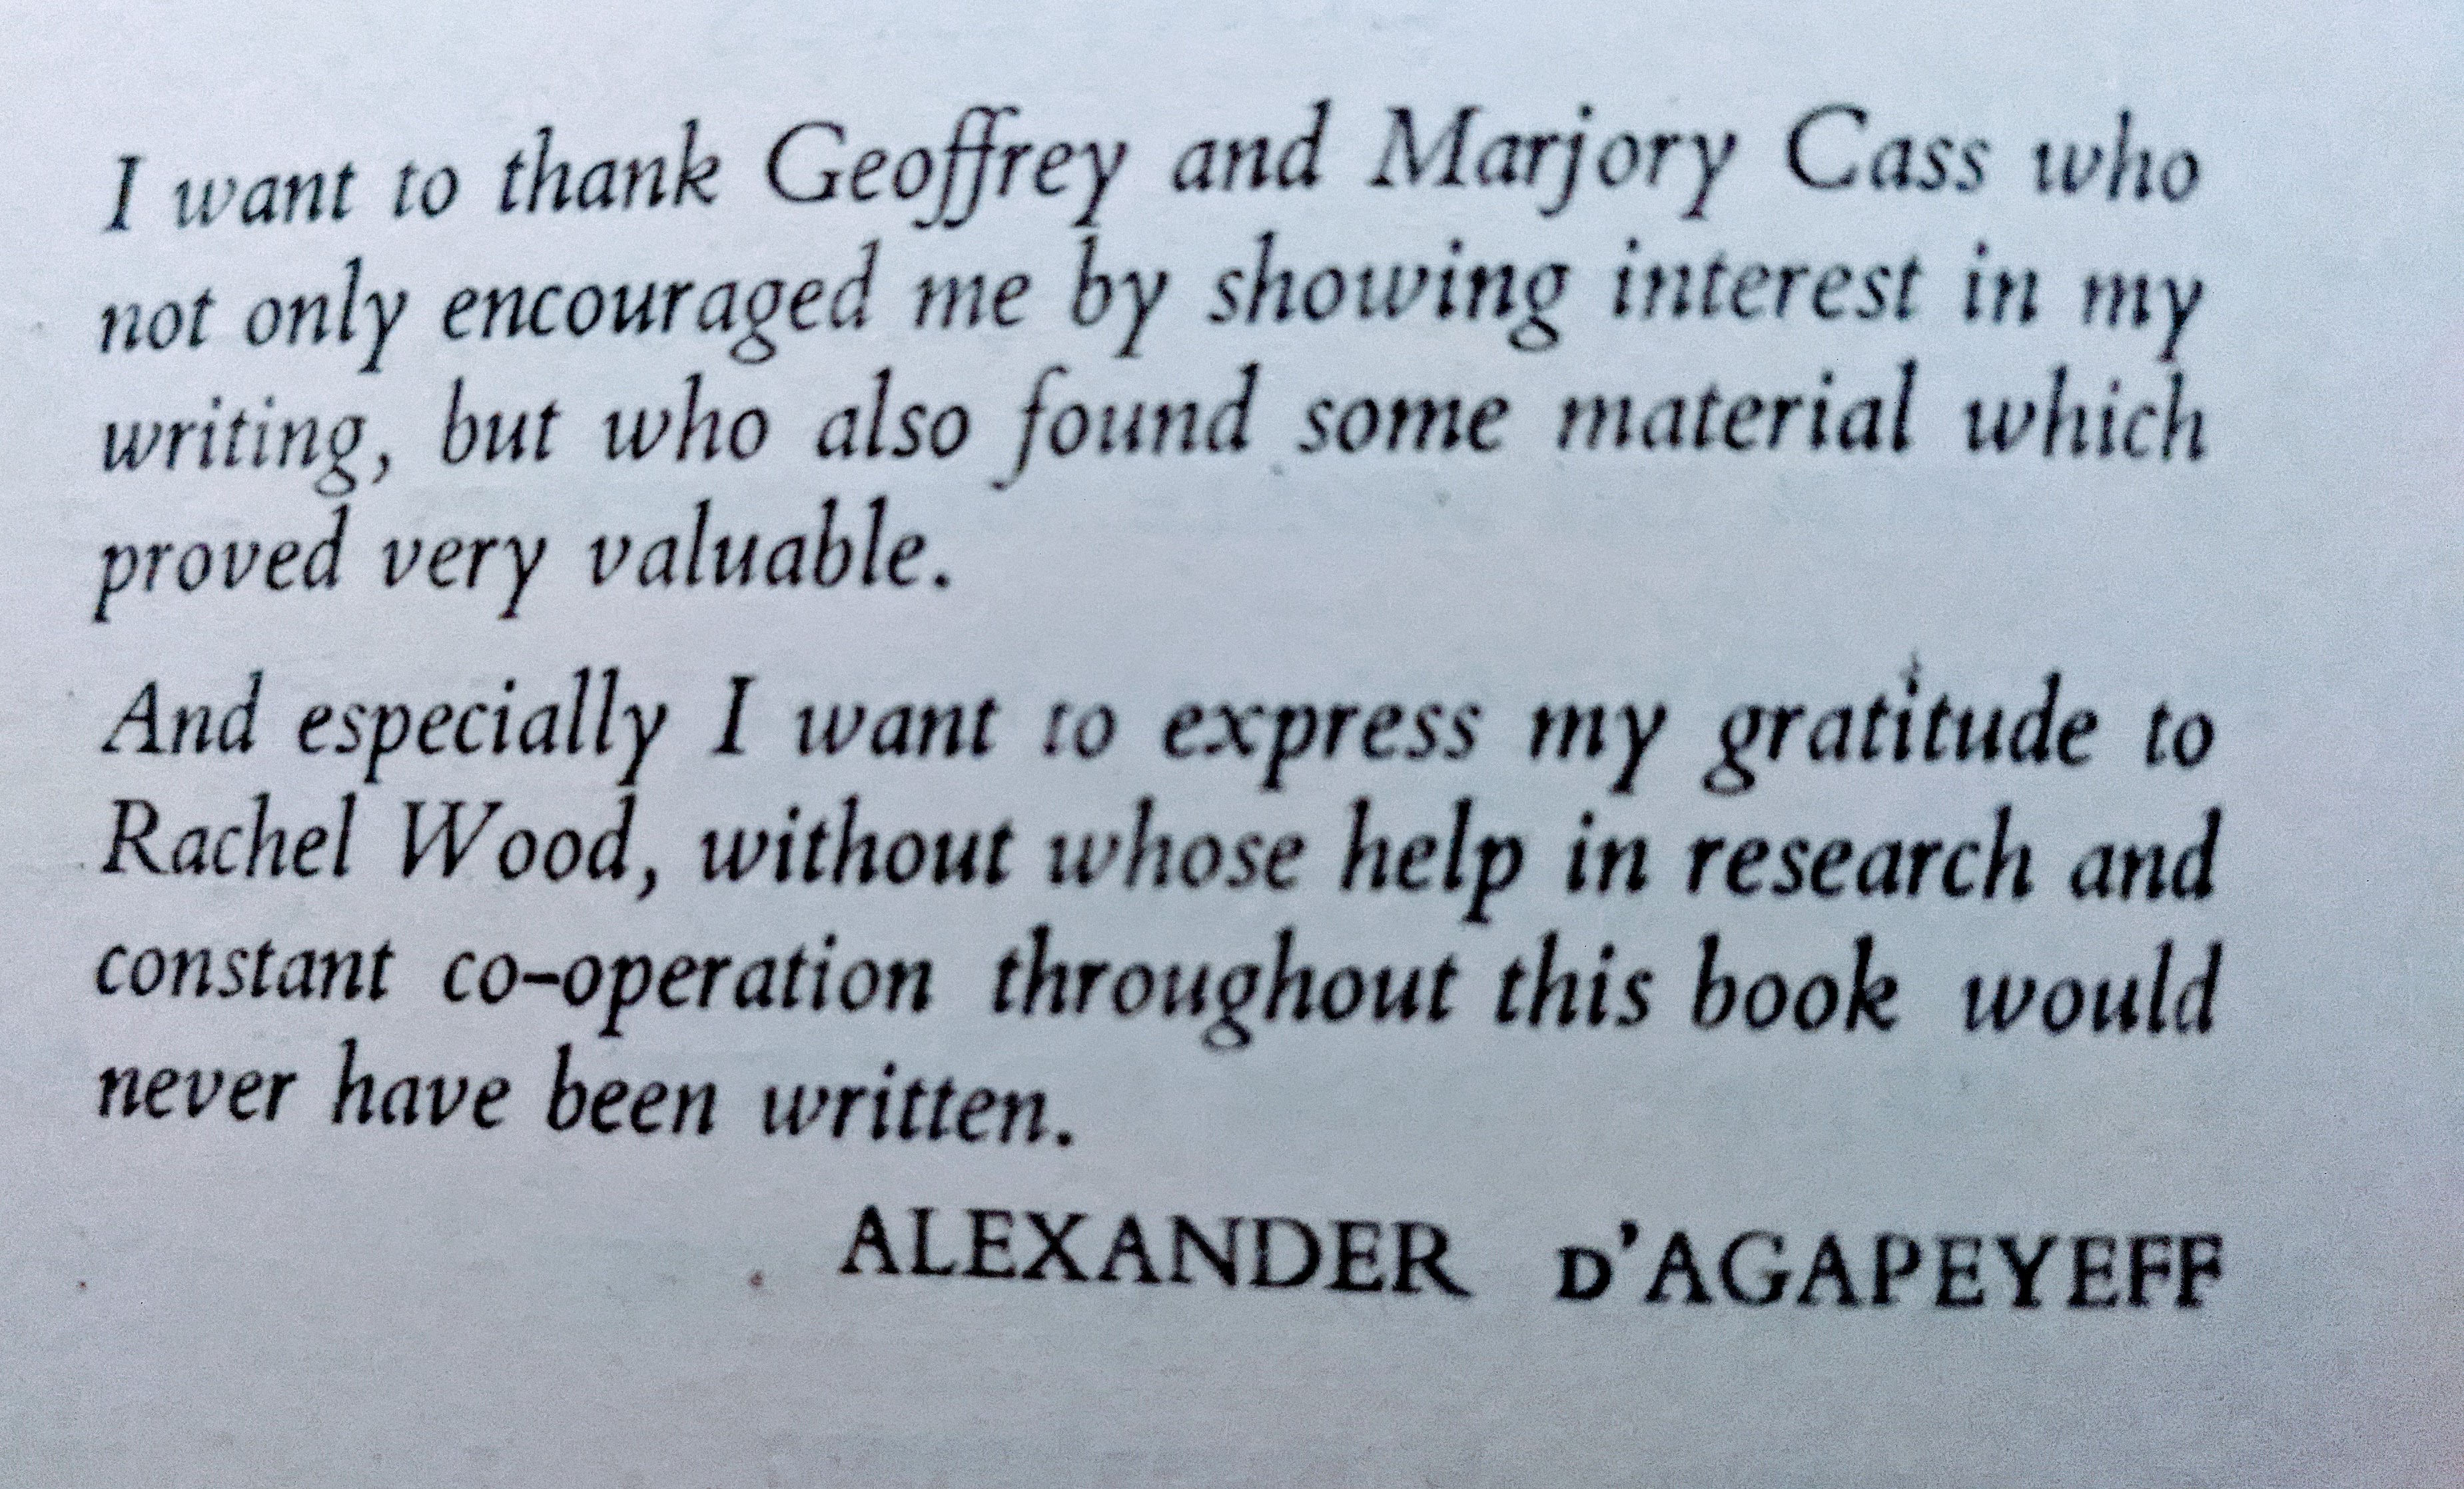 I want to thank Geoffrey and Marjory Cass who
not only encouraged me by showing interest in my
writing, but who also found some material which
proved very valuable.
And especially I want to express my gratitude to
Rachel Wood, without whose help in research and
constant co-operation throughout this book would
never have been written.
ALEXANDER D'AGAPEYEFF